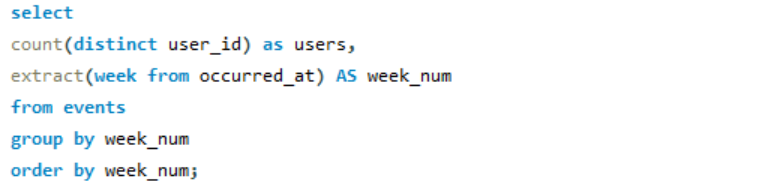 select
count(distinct user_id) as users,
extract(week from occurred_at) AS week_num
from events
group by week_num
order by week_num;